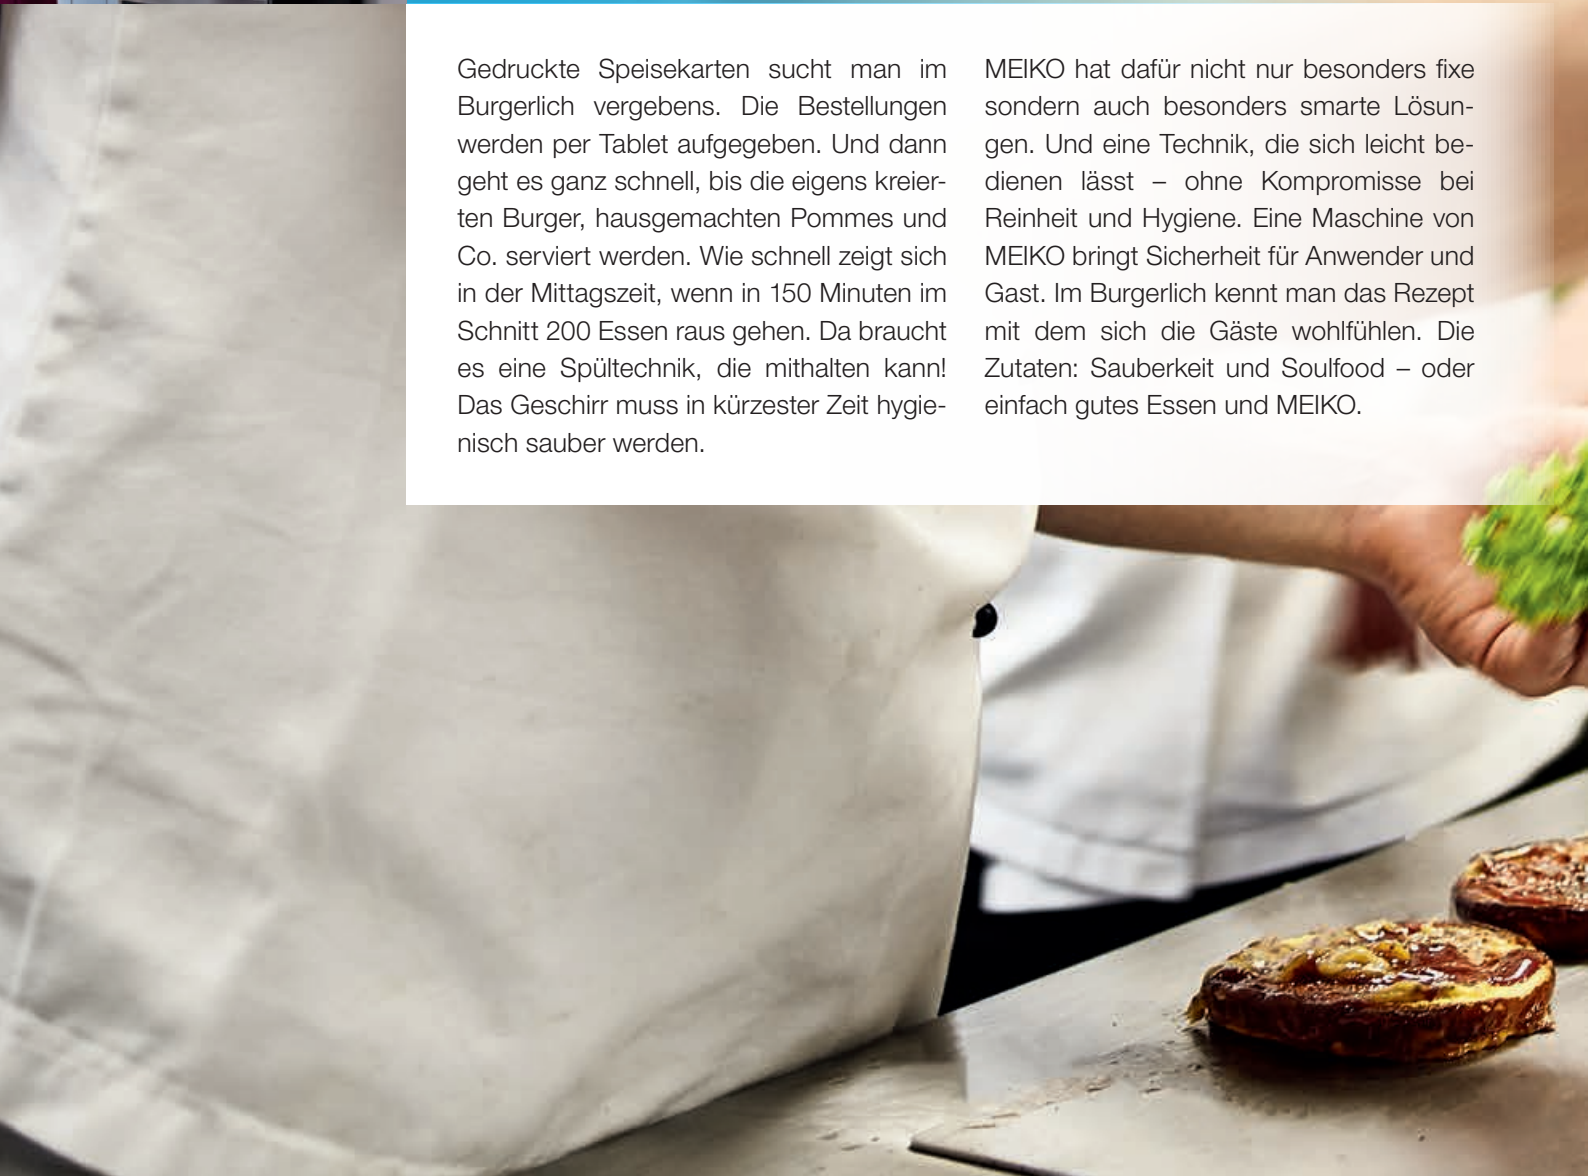 Gedruckte Speisekarten sucht man im
Burgerlich vergebens. Die Bestellungen
werden per Tablet aufgegeben. Und dann
geht es ganz schnell, bis die eigens kreier-
ten Burger, hausgemachten Pommes und
Co. serviert werden. Wie schnell zeigt sich
in der Mittagszeit, wenn in 150 Minuten im
Schnitt 200 Essen raus gehen. Da braucht
es eine Spültechnik, die mithalten kann!
Das Geschirr muss in kürzester Zeit hygie-
nisch sauber werden.
MEIKO hat dafür nicht nur besonders fixe
sondern auch besonders smarte Lösun-
gen. Und eine Technik, die sich leicht be-
dienen lässt – ohne Kompromisse bei
Reinheit und Hygiene. Eine Maschine von
MEIKO bringt Sicherheit für Anwender und
Gast. Im Burgerlich kennt man das Rezept
mit dem sich die Gäste wohlfühlen. Die
Zutaten: Sauberkeit und Soulfood – oder
einfach gutes Essen und MEIKO.